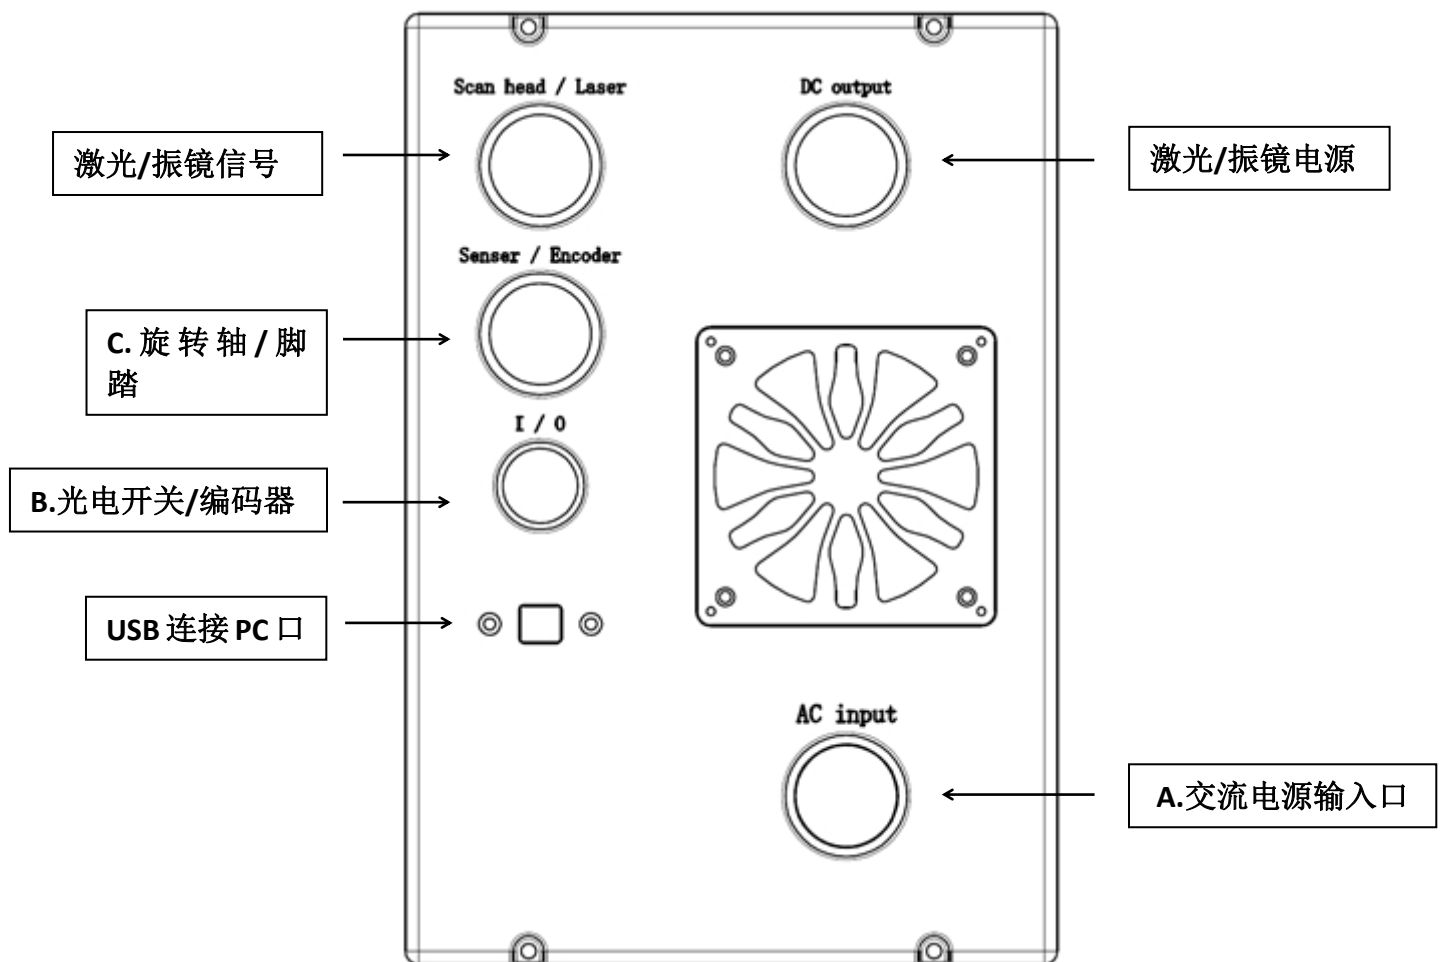 Scan head / Laser
DC output
激光/振镜信号
激光/振镜电源
Senser / Encoder
C. 旋转轴/脚
踏
I / O
B.光电开关/编码器
USB 连接 PC 口
AC input
A.交流电源输入口